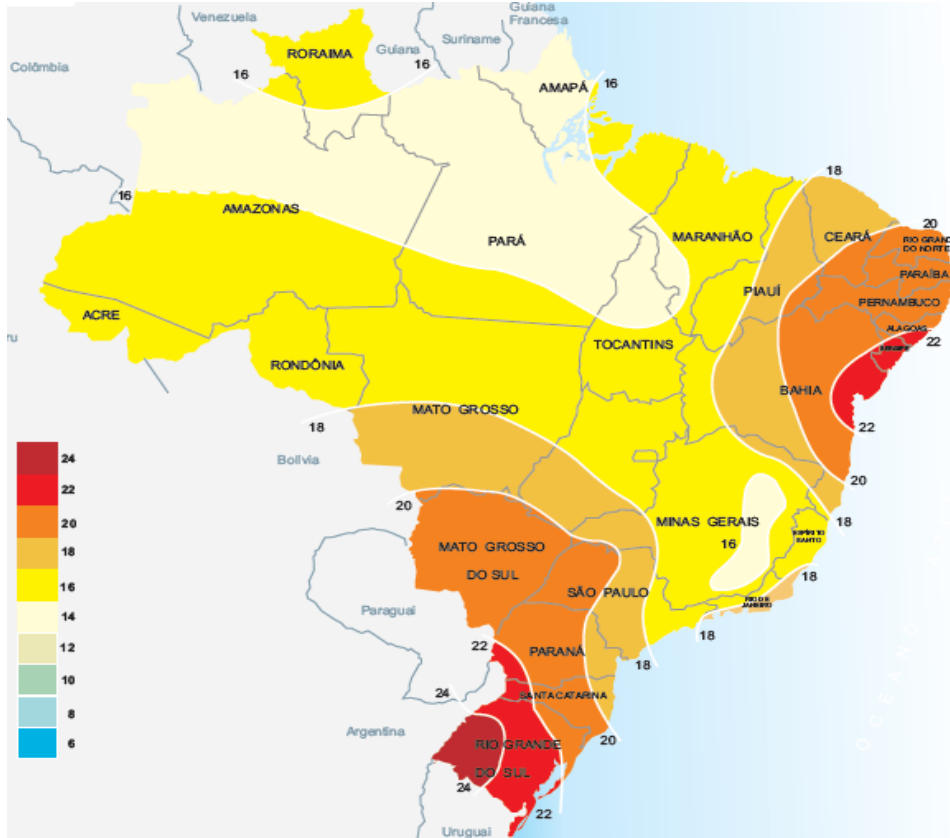 Venezuela
Guiana
Francesa
Suriname
Guiana
Colômbia
RORAIMA
16
16
AMAPÁ
16
16
AMAZONAS
PARÁ
MARANHÃO
18
CEARÁ
20
RIO GRAND
DO NORTE
PARAÍBA
PIAUÍ
PERNAMBUCO
ALAGOAS
22
ACRE
ru
RONDÔNIA
TOCANTINS
BAHIA
22
MATO GROSSO
18
Bolívia
20
18
MINAS GERAIS
16
ESPÍRITO
SANTO
20
MATO GROSSO
DO SUL
18
SÃO PAULO
RIO DE
JANEIRO
18
Paraguai
22
PARANÁ
18
24
SANTA CATARINA
Argentina
20
RIO GRANDE
DO SUL
24
22
Uruguai
24
22
20
18
16
14
12
10
8
6